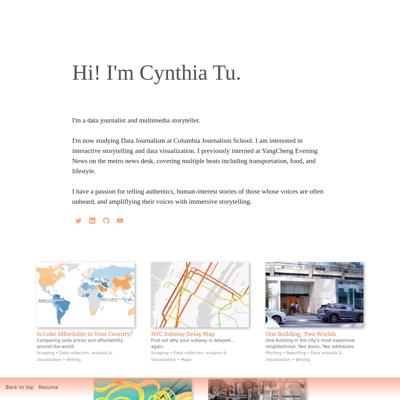 Hi! I'm Cynthia Tu.
I'm a data journalist and multimedia storyteller.
I'm now studying Data Journalism at Columbia Journalism School. I am interested in
interactive storytelling and data visualization. I previously interned at YangCheng Evening
News on the metro news desk, covering multiple beats including transportation, food, and
lifestyle.
I have a passion for telling authentics, human-interest stories of those whose voices are often
unheard, and amplifying their voices with immersive storytelling.
Is Coke Affordable in Your Country?
Comparing soda prices and affordability
around the world.
Scraping • Data collection, analysis &
visualization • Writing
NYC Subway Delay Map
Find out why your subway is delayed...
again.
Scraping • Data collection, analysis &
visualization • Maps
One Building, Two Worlds
One building in the city's most expensive
neighborhood. Two doors. Two addresses.
Pitching • Reporting • Data analysis &
visualization • Writing
Back to top Resume